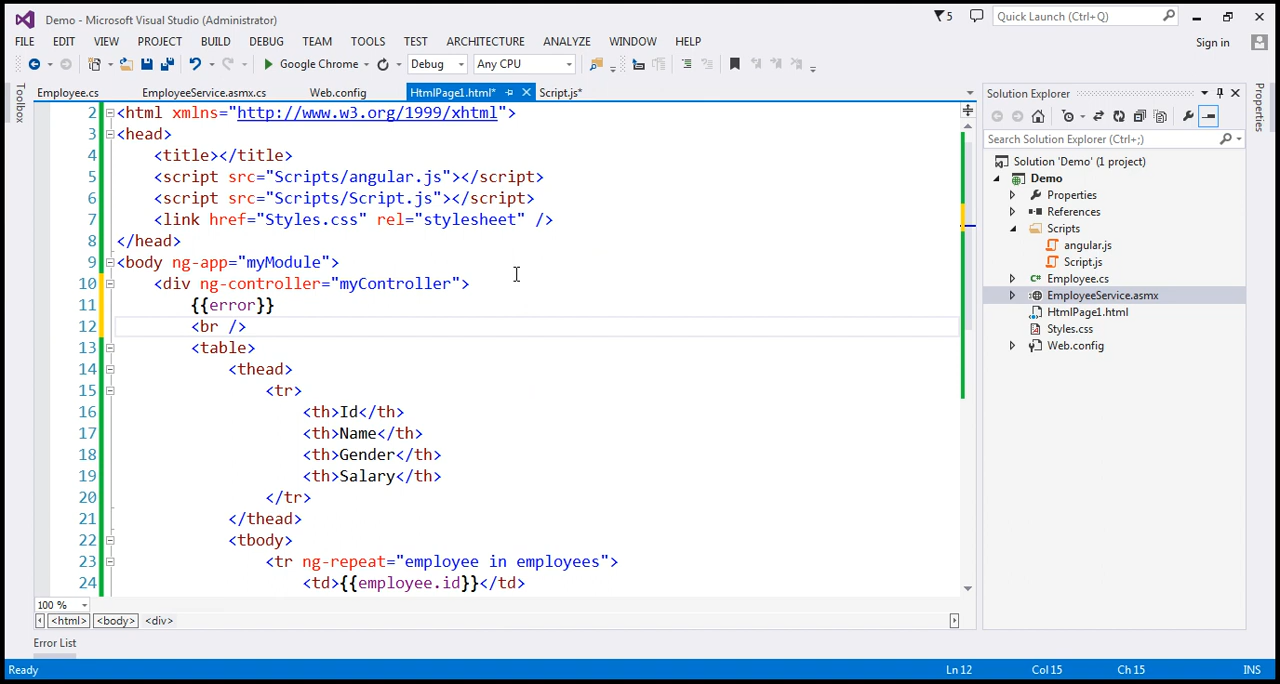 Demo - Microsoft Visual Studio (Administrator)
5
Quick Launch (Ctrl+Q)
FILE EDIT VIEW PROJECT BUILD DEBUG TEAM TOOLS TEST ARCHITECTURE ANALYZE WINDOW HELP
Sign in
Google Chrome Debug Any CPU
Toolbox
Employee.cs EmployeeService.asmx.cs Web.config HtmlPage1.html* Script.js*
2 <html xmlns="http://www.w3.org/1999/xhtml">
3 <head>
4 <title></title>
5 <script src="Scripts/angular.js"></script>
6 <script src="Scripts/Script.js"></script>
7 <link href="Styles.css" rel="stylesheet" />
8 </head>
9 <body ng-app="myModule">
10 <div ng-controller="myController">
11 {{error}}
12 <br />
13 <table>
14 <thead>
15 <tr>
16 <th>Id</th>
17 <th>Name</th>
18 <th>Gender</th>
19 <th>Salary</th>
20 </tr>
21 </thead>
22 <tbody>
23 <tr ng-repeat="employee in employees">
24 <td>{{employee.id}}</td>
100 %
<html> <body> <div>
Error List
Solution Explorer
Search Solution Explorer (Ctrl+;)
Solution 'Demo' (1 project)
Demo
Properties
References
Scripts
angular.js
Script.js
Employee.cs
EmployeeService.asmx
HtmlPage1.html
Styles.css
Web.config
Properties
Ready Ln 12 Col 15 Ch 15 INS